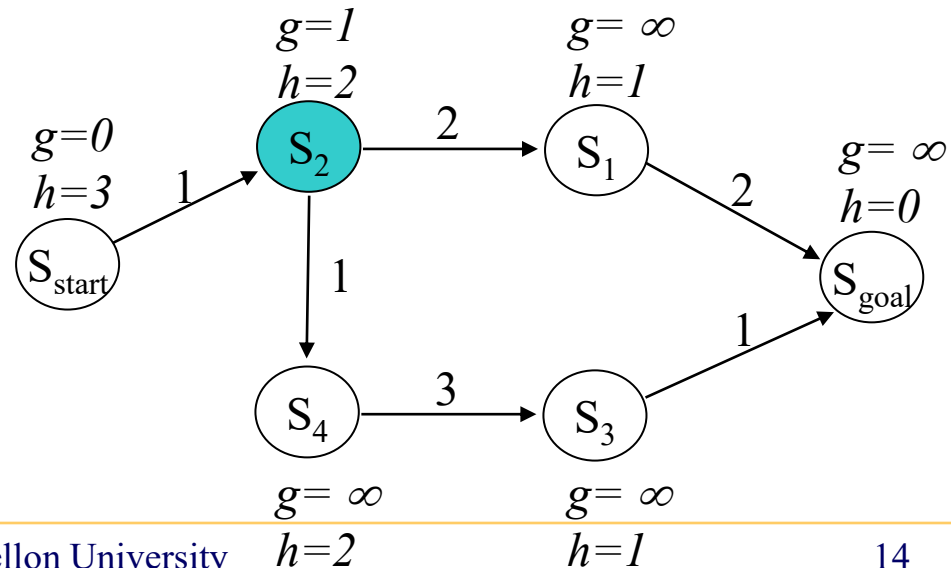 g=1
h=2
g= ∞
h=1
g=0
h=3
g= ∞
h=0
S2
2
S1
1
2
Sstart
1
Sgoal
1
S4
3
S3
g= ∞
h=2
g= ∞
h=1
ellon University
14